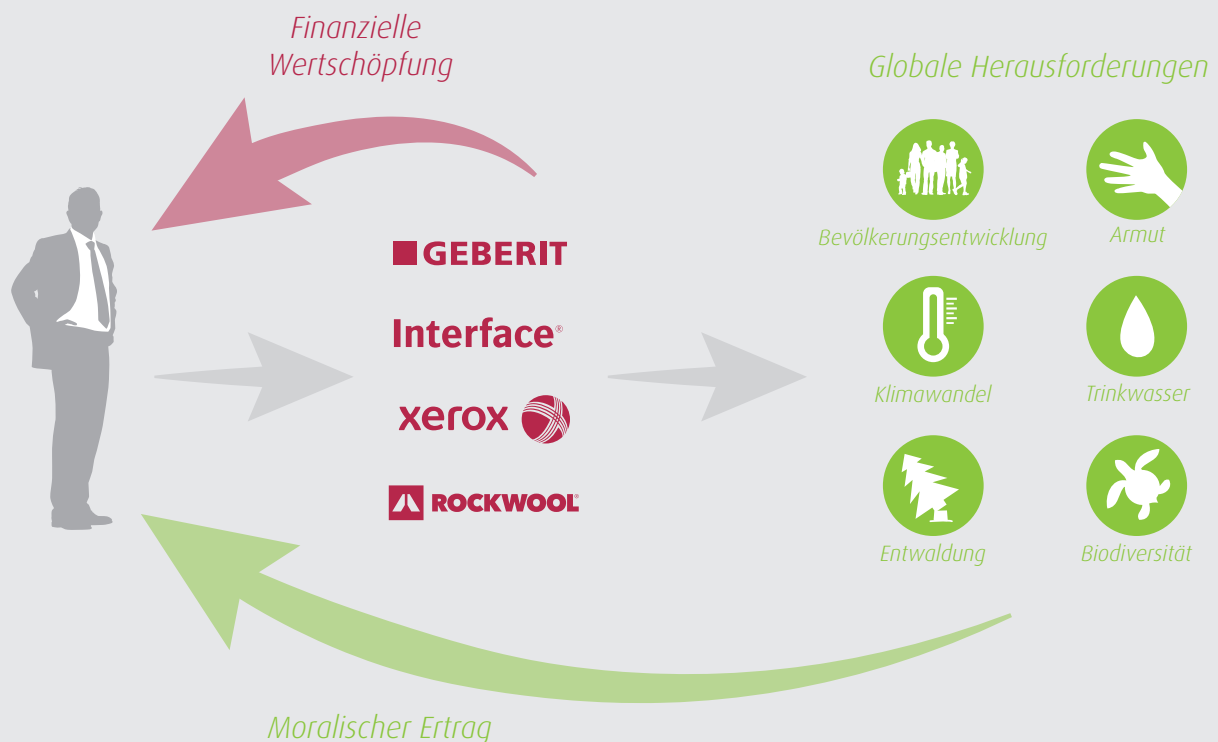 Finanzielle
Wertschöpfung
Globale Herausforderungen
Bevölkerungsentwicklung
Armut
GEBERIT
Interface®
Klimawandel
Trinkwasser
xerox
ROCKWOOL®
Entwaldung
Biodiversität
Moralischer Ertrag